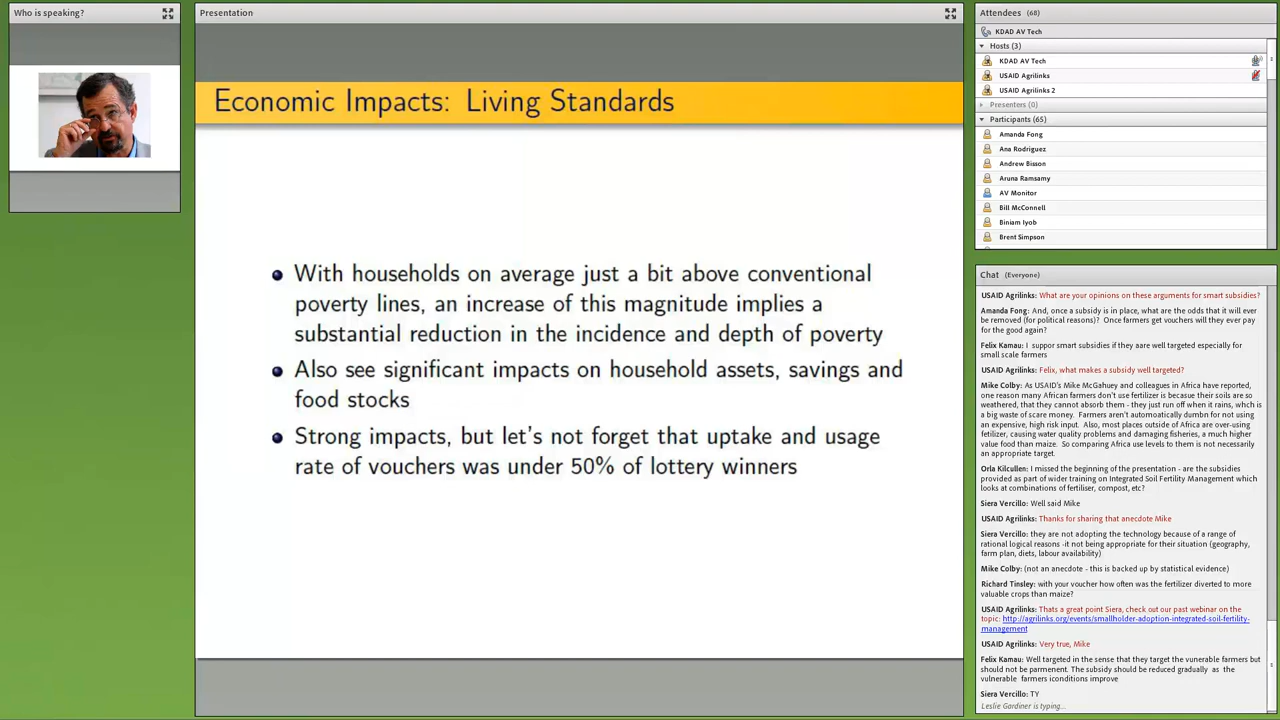 Who is speaking?
Presentation
Economic Impacts: Living Standards
With households on average just a bit above conventional
poverty lines, an increase of this magnitude implies a
substantial reduction in the incidence and depth of poverty
Also see significant impacts on household assets, savings and
food stocks
Strong impacts, but let's not forget that uptake and usage
rate of vouchers was under 50% of lottery winners
Attendees (68)
KDAD AV Tech
Hosts (3)
KDAD AV Tech
USAID Agrilinks
USAID Agrilinks 2
Presenters (0)
Participants (65)
Amanda Fong
Ana Rodriguez
Andrew Bisson
Aruna Ramsamy
AV Monitor
Bill McConnell
Biniam Iyob
Brent Simpson
Chat (Everyone)
USAID Agrilinks: What are your opinions on these arguments for smart subsidies?
Amanda Fong: And, once a subsidy is in place, what are the odds that it will ever
be removed (for political reasons)? Once farmers get vouchers will they ever pay
for the good again?
Felix Kamau: I suppor smart subsidies if they aare well targeted especially for
small scale farmers
USAID Agrilinks: Felix, what makes a subsidy well targeted?
Mike Colby: As USAID's Mike McGahuey and colleagues in Africa have reported,
one reason many African farmers don't use fertilizer is becuase their soils are so
weathered, that they cannot absorb them - they just run off when it rains, which is
a big waste of scare money. Farmers aren't automoatically dumbn for not using
an expensive, high risk input. Also, most places outside of Africa are over-using
fetilizer, causing water quality problems and damaging fisheries, a much higher
value food than maize. So comparing Africa use levels to them is not necessarily
an appropriate target.
Orla Kilcullen: I missed the beginning of the presentation - are the subsidies
provided as part of wider training on Integrated Soil Fertility Management which
looks at combinations of fertiliser, compost, etc?
Siera Vercillo: Well said Mike
USAID Agrilinks: Thanks for sharing that anecdote Mike
Siera Vercillo: they are not adopting the technology because of a range of
rational logical reasons -it not being appropriate for their situation (geography,
farm plan, diets, labour availability)
Mike Colby: (not an anecdote - this is backed up by statistical evidence)
Richard Tinsley: with your voucher how often was the fertilizer diverted to more
valuable crops than maize?
USAID Agrilinks: Thats a great point Siera, check out our past webinar on the
topic: http://agrilinks.org/events/smallholder-adoption-integrated-soil-fertility-
management
USAID Agrilinks: Very true, Mike
Felix Kamau: Well targeted in the sense that they target the vunerable farmers but
should not be parmenent. The subsidy should be reduced gradually as the
vulnerable farmers iconditions improve
Siera Vercillo: TY
Leslie Gardiner is typing...